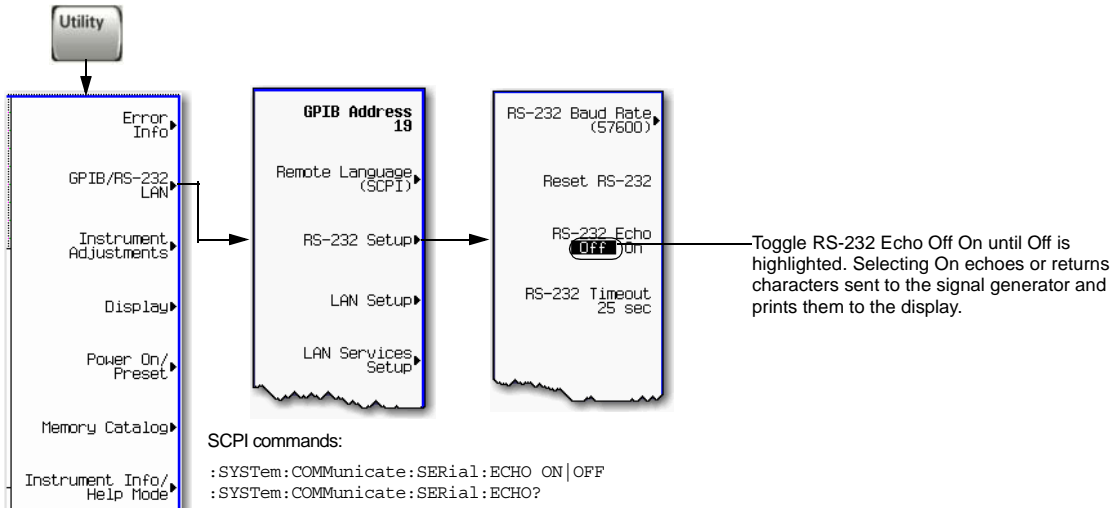 Utility
Error
Info
GPIB/RS-232
LAN
Instrument
Adjustments
Display
Power On/
Preset
Memory Catalog
Instrument Info/
Help Mode
GPIB Address
19
Remote Language
(SCPI)
RS-232 Setup
LAN Setup
LAN Services
Setup
RS-232 Baud Rate
(57600)
Reset RS-232
RS-232 Echo
Off On
RS-232 Timeout
25 sec
Toggle RS-232 Echo Off On until Off is
highlighted. Selecting On echoes or returns
characters sent to the signal generator and
prints them to the display.
SCPI commands:
:SYSTem:COMMunicate:SERial:ECHO ON|OFF
:SYSTem:COMMunicate:SERial:ECHO?